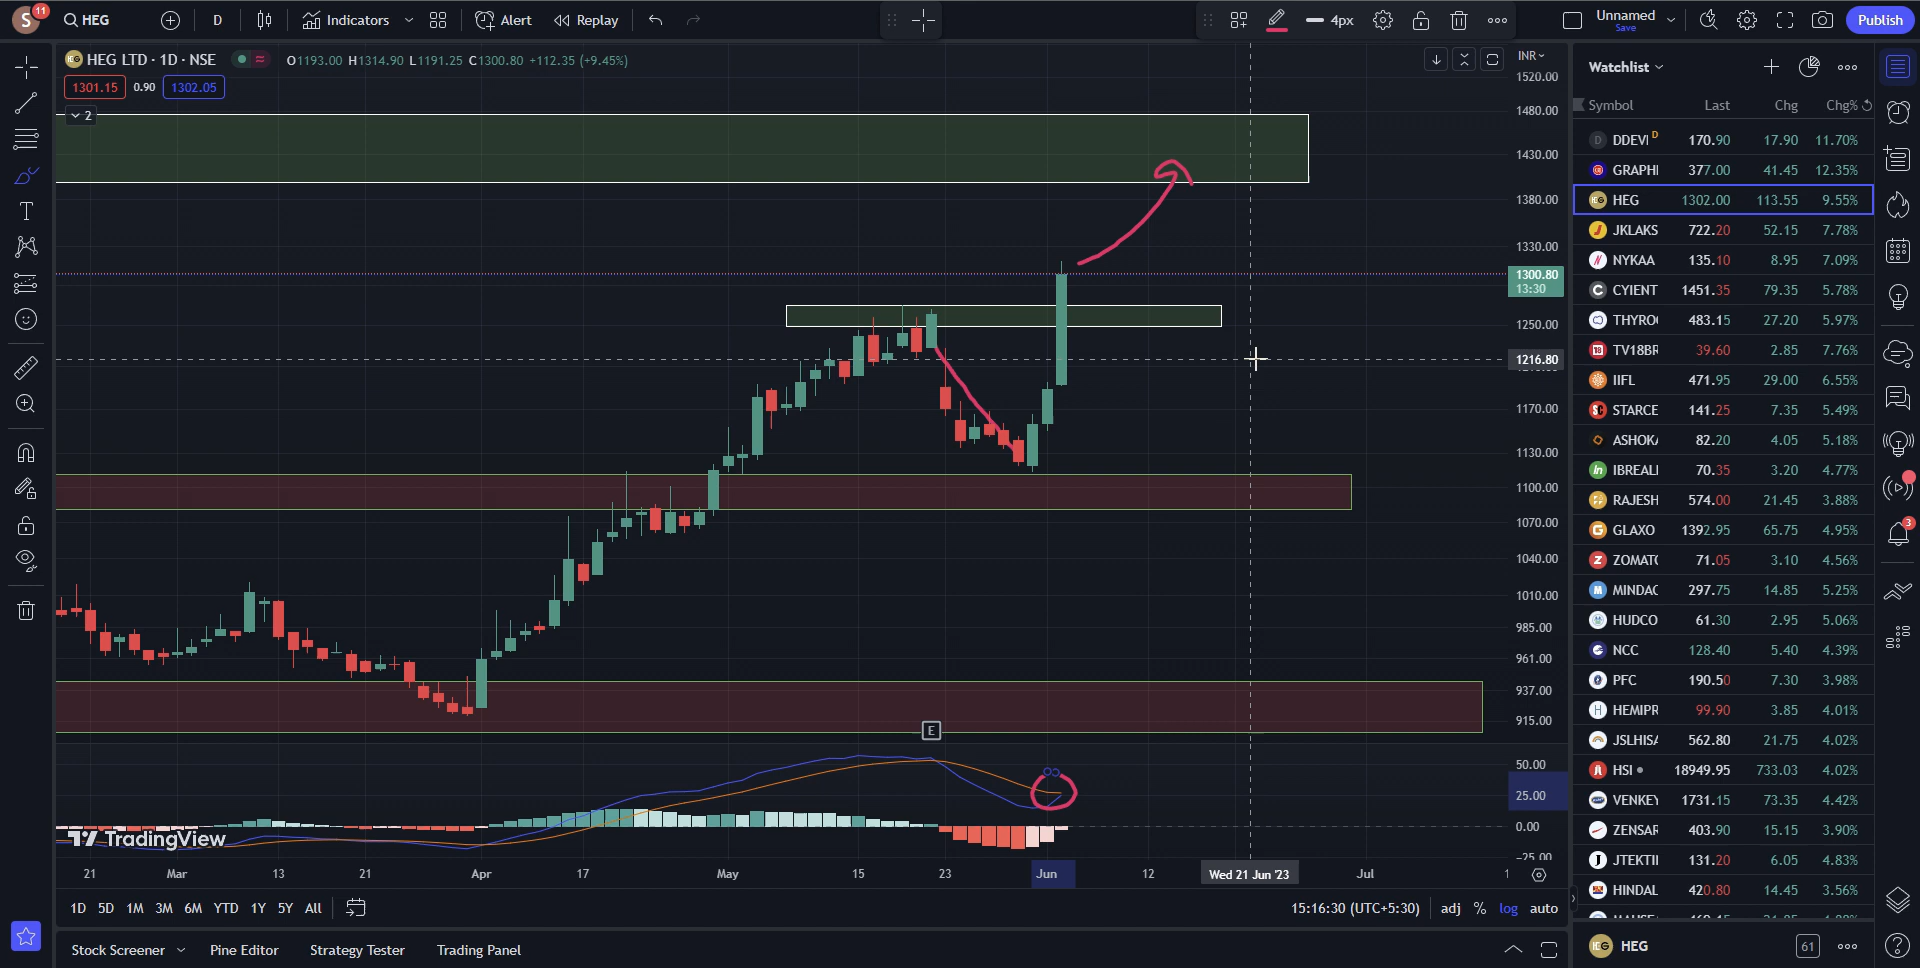 S 11 HEG D Indicators Alert Replay 4px Unnamed Save Publish
HEG LTD · 1D · NSE O1193.00 H1314.90 L1191.25 C1300.80 +112.35 (+9.45%)
1301.15 0.90 1302.05
2
INR
1520.00
1480.00
1430.00
1380.00
1330.00
1300.80
13:30
1250.00
1216.80
1170.00
1130.00
1100.00
1070.00
1040.00
1010.00
985.00
961.00
937.00
915.00
E
50.00
25.00
0.00
−25.00
TradingView
21 Mar 13 21 Apr 17 May 15 23 Jun 12 Wed 21 Jun '23 Jul 1
1D 5D 1M 3M 6M YTD 1Y 5Y All 15:16:30 (UTC+5:30) adj % log auto
Stock Screener Pine Editor Strategy Tester Trading Panel
Watchlist
Symbol Last Chg Chg%
DDEVI D 170.90 17.90 11.70%
GRAPHI 377.00 41.45 12.35%
HEG 1302.00 113.55 9.55%
JKLAKS 722.20 52.15 7.78%
NYKAA 135.10 8.95 7.09%
CYIENT 1451.35 79.35 5.78%
THYRO 483.15 27.20 5.97%
TV18BR 39.60 2.85 7.76%
IIFL 471.95 29.00 6.55%
STARCE 141.25 7.35 5.49%
ASHOKA 82.20 4.05 5.18%
IBREALI 70.35 3.20 4.77%
RAJESH 574.00 21.45 3.88%
GLAXO 1392.95 65.75 4.95%
ZOMATO 71.05 3.10 4.56%
MINDAC 297.75 14.85 5.25%
HUDCO 61.30 2.95 5.06%
NCC 128.40 5.40 4.39%
PFC 190.50 7.30 3.98%
HEMIPR 99.90 3.85 4.01%
JSLHISA 562.80 21.75 4.02%
HSI 18949.95 733.03 4.02%
VENKEY 1731.15 73.35 4.42%
ZENSAR 403.90 15.15 3.90%
JTEKTII 131.20 6.05 4.83%
HINDAL 420.80 14.45 3.56%
HEG 61
3